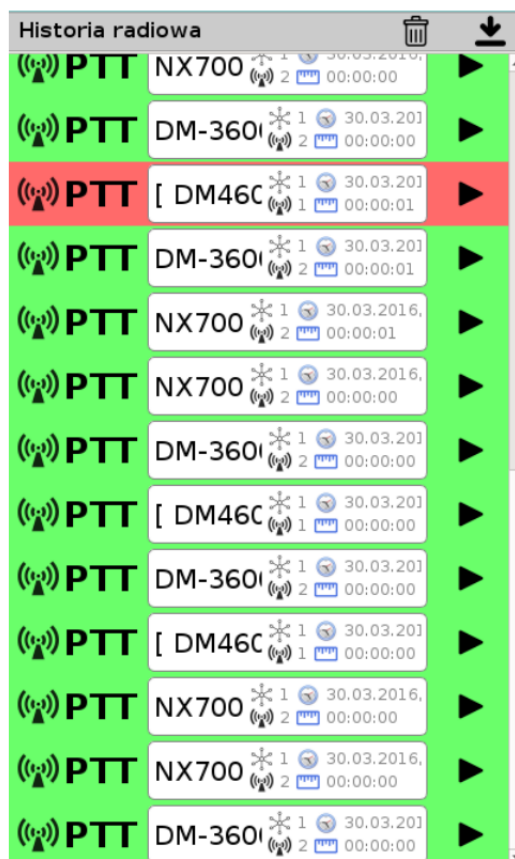 Historia radiowa
PTT NX700 1 30.03.2016,
2 00:00:00
PTT DM-360 1 30.03.201
2 00:00:00
PTT [ DM460 1 30.03.201
1 00:00:01
PTT DM-360 1 30.03.201
2 00:00:01
PTT NX700 1 30.03.2016,
2 00:00:01
PTT NX700 1 30.03.2016,
2 00:00:00
PTT DM-360 1 30.03.201
2 00:00:00
PTT [ DM460 1 30.03.201
1 00:00:00
PTT DM-360 1 30.03.201
2 00:00:00
PTT [ DM460 1 30.03.201
1 00:00:00
PTT NX700 1 30.03.2016,
2 00:00:00
PTT NX700 1 30.03.2016,
2 00:00:00
PTT DM-360 1 30.03.201
2 00:00:00